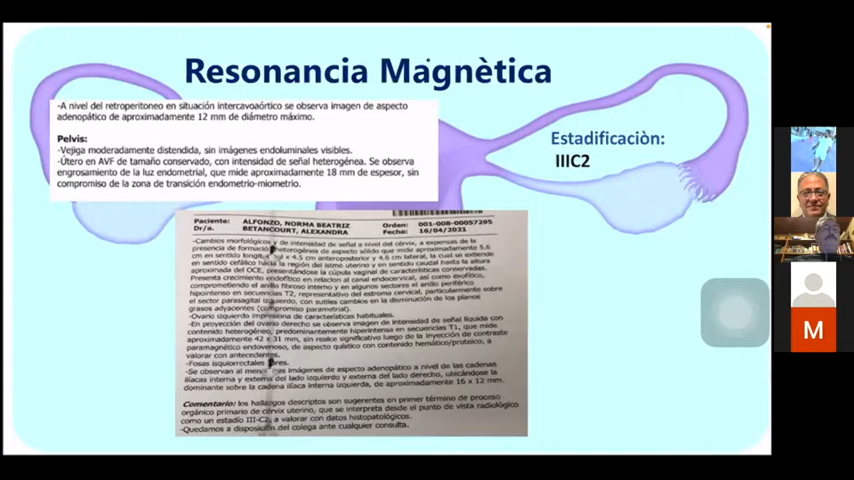 Resonancia Magnètica
-A nivel del retroperitoneo en situación intercavoaórtico se observa imagen de aspecto
adenopático de aproximadamente 12 mm de diámetro máximo.
Pelvis:
-Vejiga moderadamente distendida, sin imágenes endoluminales visibles.
-Útero en AVF de tamaño conservado, con intensidad de señal heterogénea. Se observa
engrosamiento de la luz endometrial, que mide aproximadamente 18 mm de espesor, sin
compromiso de la zona de transición endometrio-miometrio.
Estadificaciòn:
IIIC2
Paciente: ALFONZO, NORMA BEATRIZ Orden: 001-008-00057295
Dr/a. BETANCOURT, ALEXANDRA Fecha: 16/04/2021
-Cambios morfológicos y de intensidad de señal a nivel del cérvix, a expensas de la
presencia de formación heterogénea de aspecto sólido que mide aproximadamente 5.6
cm en sentido longit x 4.5 cm anteroposterior y 4.6 cm lateral, la cual se extiende
en sentido cefálico hacia la región del istmo uterino y en sentido caudal hasta la altura
aproximada del OCE, presentándose la cúpula vaginal de características conservadas.
Presenta crecimiento endofítico en relación al canal endocervical, así como exofítico,
comprometiendo el anillo fibroso interno y en algunos sectores el anillo periférico
hipointenso en secuencias T2, representativo del estroma cervical, particularmente sobre
el sector parasagital izquierdo, con sutiles cambios en la disminución de los planos
grasos adyacentes (compromiso parametrial).
-Ovario izquierdo impresiona de características habituales.
-En proyección del ovario derecho se observa imagen de intensidad de señal líquida con
contenido heterogéneo, predominantemente hiperintensa en secuencias T1, que mide
aproximadamente 42 x 31 mm, sin realce significativo luego de la inyección de contraste
paramagnético endovenoso, de aspecto quístico con contenido hemático/proteico, a
valorar con antecedentes.
-Fosas isquiorrectales
-Se observan al imágenes de aspecto adenopático a nivel de las cadenas
ilíacas interna y externa del lado izquierdo y externa del lado derecho, ubicándose la
dominante sobre la cadena ilíaca interna izquierda, de aproximadamente 16 x 12 mm.
Comentario: los hallazgos descriptos son sugerentes en primer término de proceso
orgánico primario de cérvix uterino, que se interpreta desde el punto de vista radiológico
como un estadío III-C2, a valorar con datos histopatológicos.
-Quedamos a disposición del colega ante cualquier consulta.
M